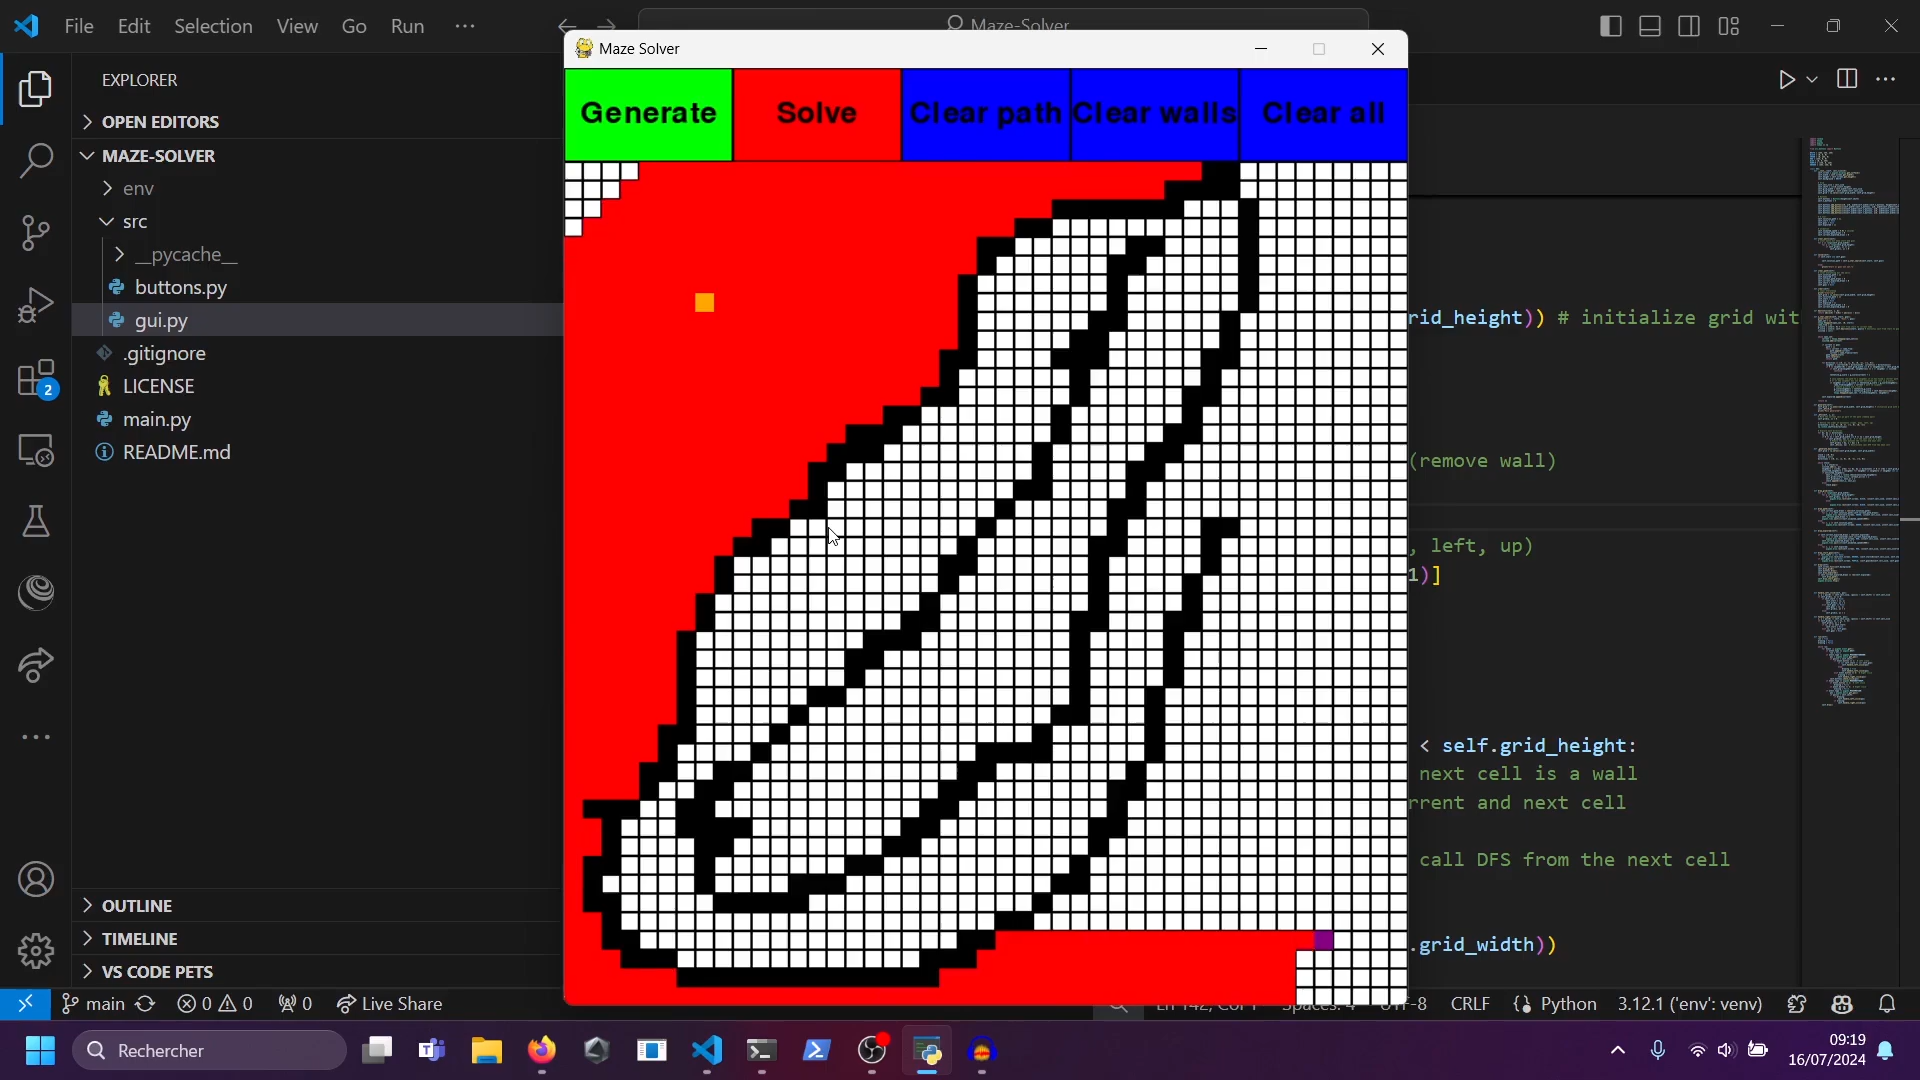 File Edit Selection View Go Run ···
Maze-Solver
Maze Solver
EXPLORER
OPEN EDITORS
MAZE-SOLVER
env
src
__pycache__
buttons.py
gui.py
.gitignore
LICENSE
main.py
README.md
2
Generate Solve Clear path Clear walls Clear all
rid_height)) # initialize grid wit
(remove wall)
, left, up)
1)]
< self.grid_height:
next cell is a wall
rrent and next cell
call DFS from the next cell
.grid_width))
OUTLINE
TIMELINE
VS CODE PETS
main 0 0 0 Live Share
CRLF {} Python 3.12.1 ('env': venv)
Rechercher
09:19
16/07/2024